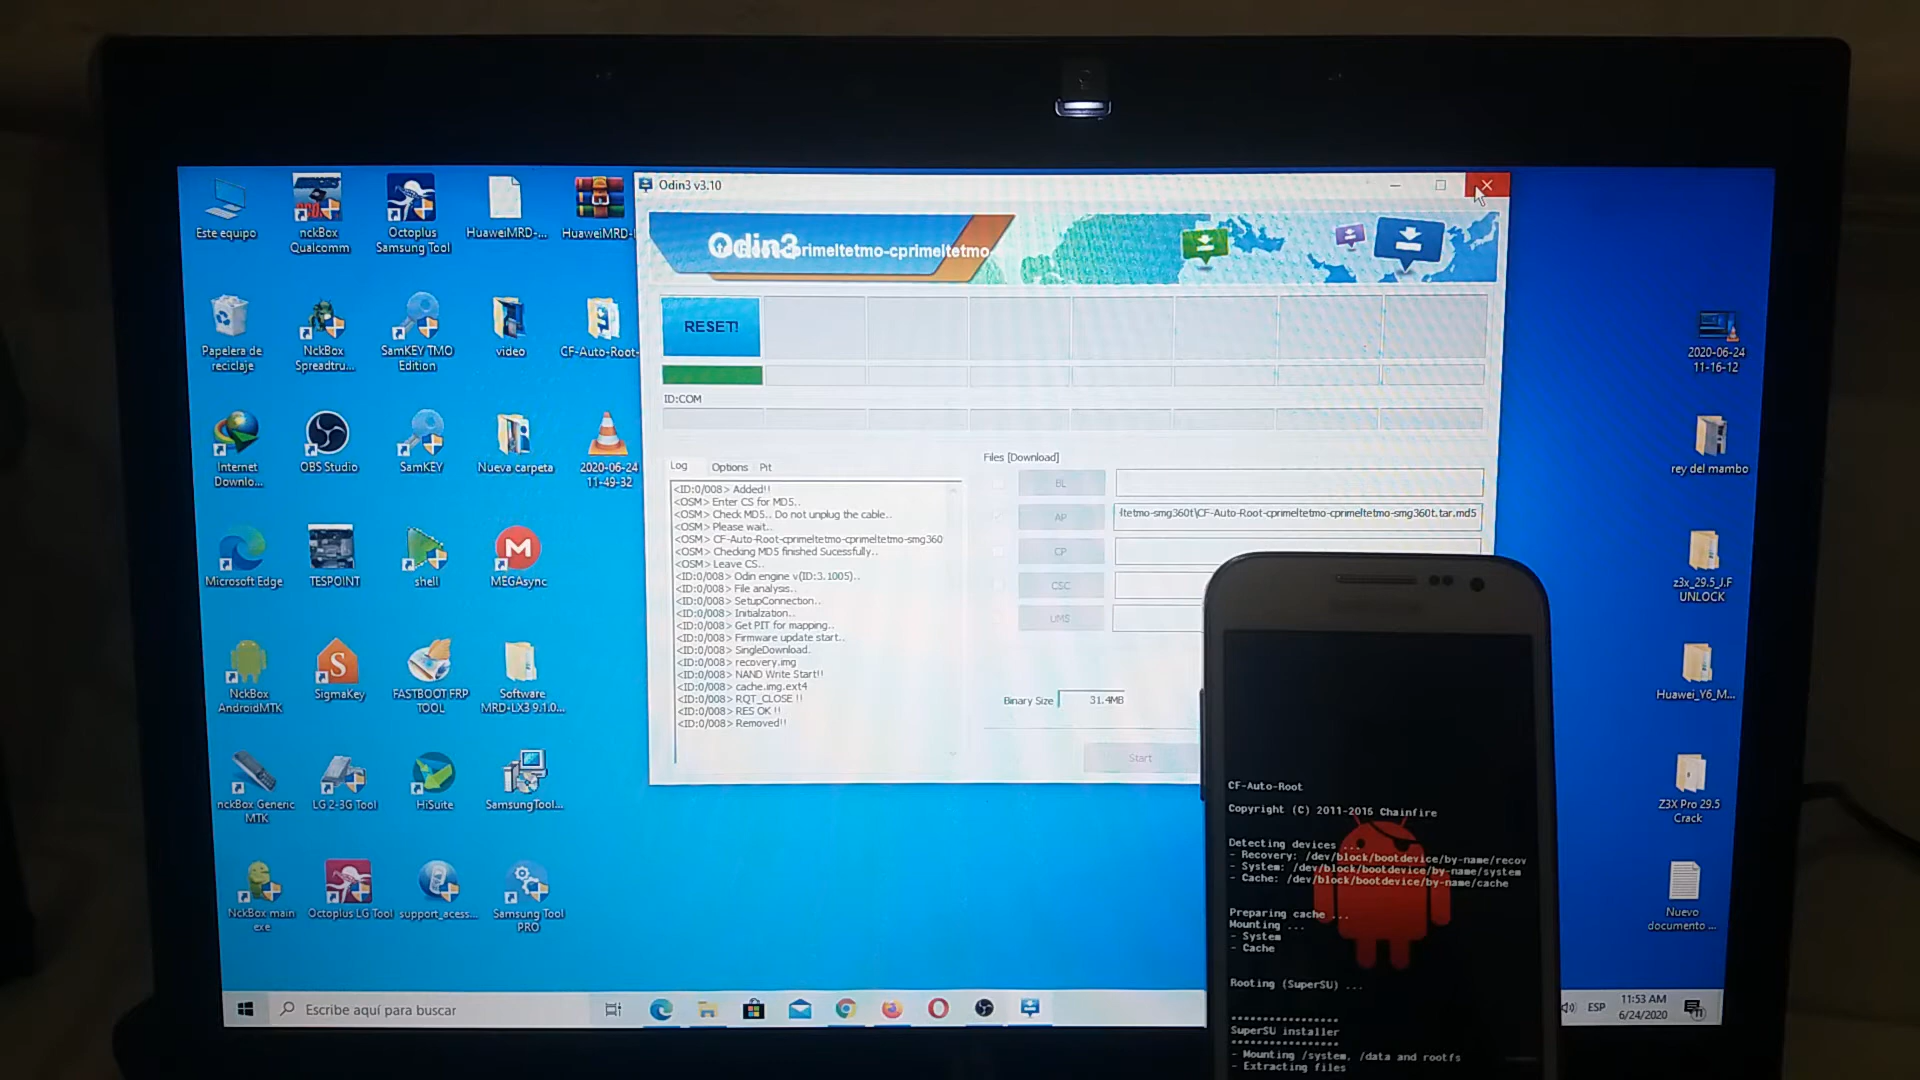 Este equipo
nckBox
Qualcomm
Octoplus
Samsung Tool
HuaweiMRD-...
Papelera de
reciclaje
NckBox
Spreadtru...
SamKEY TMO
Edition
video
CF-Auto-Root-
Internet
Downlo...
OBS Studio
SamKEY
Nueva carpeta
2020-06-24
11-49-32
Microsoft Edge
TESPOINT
shell
MEGAsync
NckBox
AndroidMTK
SigmaKey
FASTBOOT FRP
TOOL
Software
MRD-LX3 9.1.0...
nckBox Generic
MTK
LG 2-3G Tool
HiSuite
SamsungTool...
NckBox main
exe
Octoplus LG Tool
support_acess...
Samsung Tool
PRO
Odin3 v3.10
Odin3
primeltetmo-cprimeltetmo-
RESET!
ID:COM
Log
Options
Pit
<ID:0/008> Added!!
<OSM> Enter CS for MD5..
<OSM> Check MD5.. Do not unplug the cable..
<OSM> Please wait..
<OSM> CF-Auto-Root-cprimeltetmo-cprimeltetmo-smg360
<OSM> Checking MD5 finished Sucessfully..
<OSM> Leave CS..
<ID:0/008> Odin engine v(ID:3.1005)..
<ID:0/008> File analysis..
<ID:0/008> SetupConnection..
<ID:0/008> Initialzation..
<ID:0/008> Get PIT for mapping..
<ID:0/008> Firmware update start..
<ID:0/008> SingleDownload.
<ID:0/008> recovery.img
<ID:0/008> NAND Write Start!!
<ID:0/008> cache.img.ext4
<ID:0/008> RQT_CLOSE !!
<ID:0/008> RES OK !!
<ID:0/008> Removed!!
Files [Download]
BL
AP
ltetmo-smg360t\CF-Auto-Root-cprimeltetmo-cprimeltetmo-smg360t.tar.md5
CP
CSC
UMS
Binary Size
31.4MB
Start
2020-06-24
11-16-12
rey del mambo
z3x_29.5_J.F
UNLOCK
Huawei_Y6_M...
Z3X Pro 29.5
Crack
Nuevo
documento ...
CF-Auto-Root
Copyright (C) 2011-2015 Chainfire
Detecting devices ...
- Recovery: /dev/block/bootdevice/by-name/recov
- System: /dev/block/bootdevice/by-name/system
- Cache: /dev/block/bootdevice/by-name/cache
Preparing cache ...
Mounting ...
- System
- Cache
Rooting (SuperSU) ...
*****************
SuperSU installer
*****************
- Mounting /system, /data and rootfs
- Extracting files
Escribe aquí para buscar
ESP
11:53 AM
6/24/2020